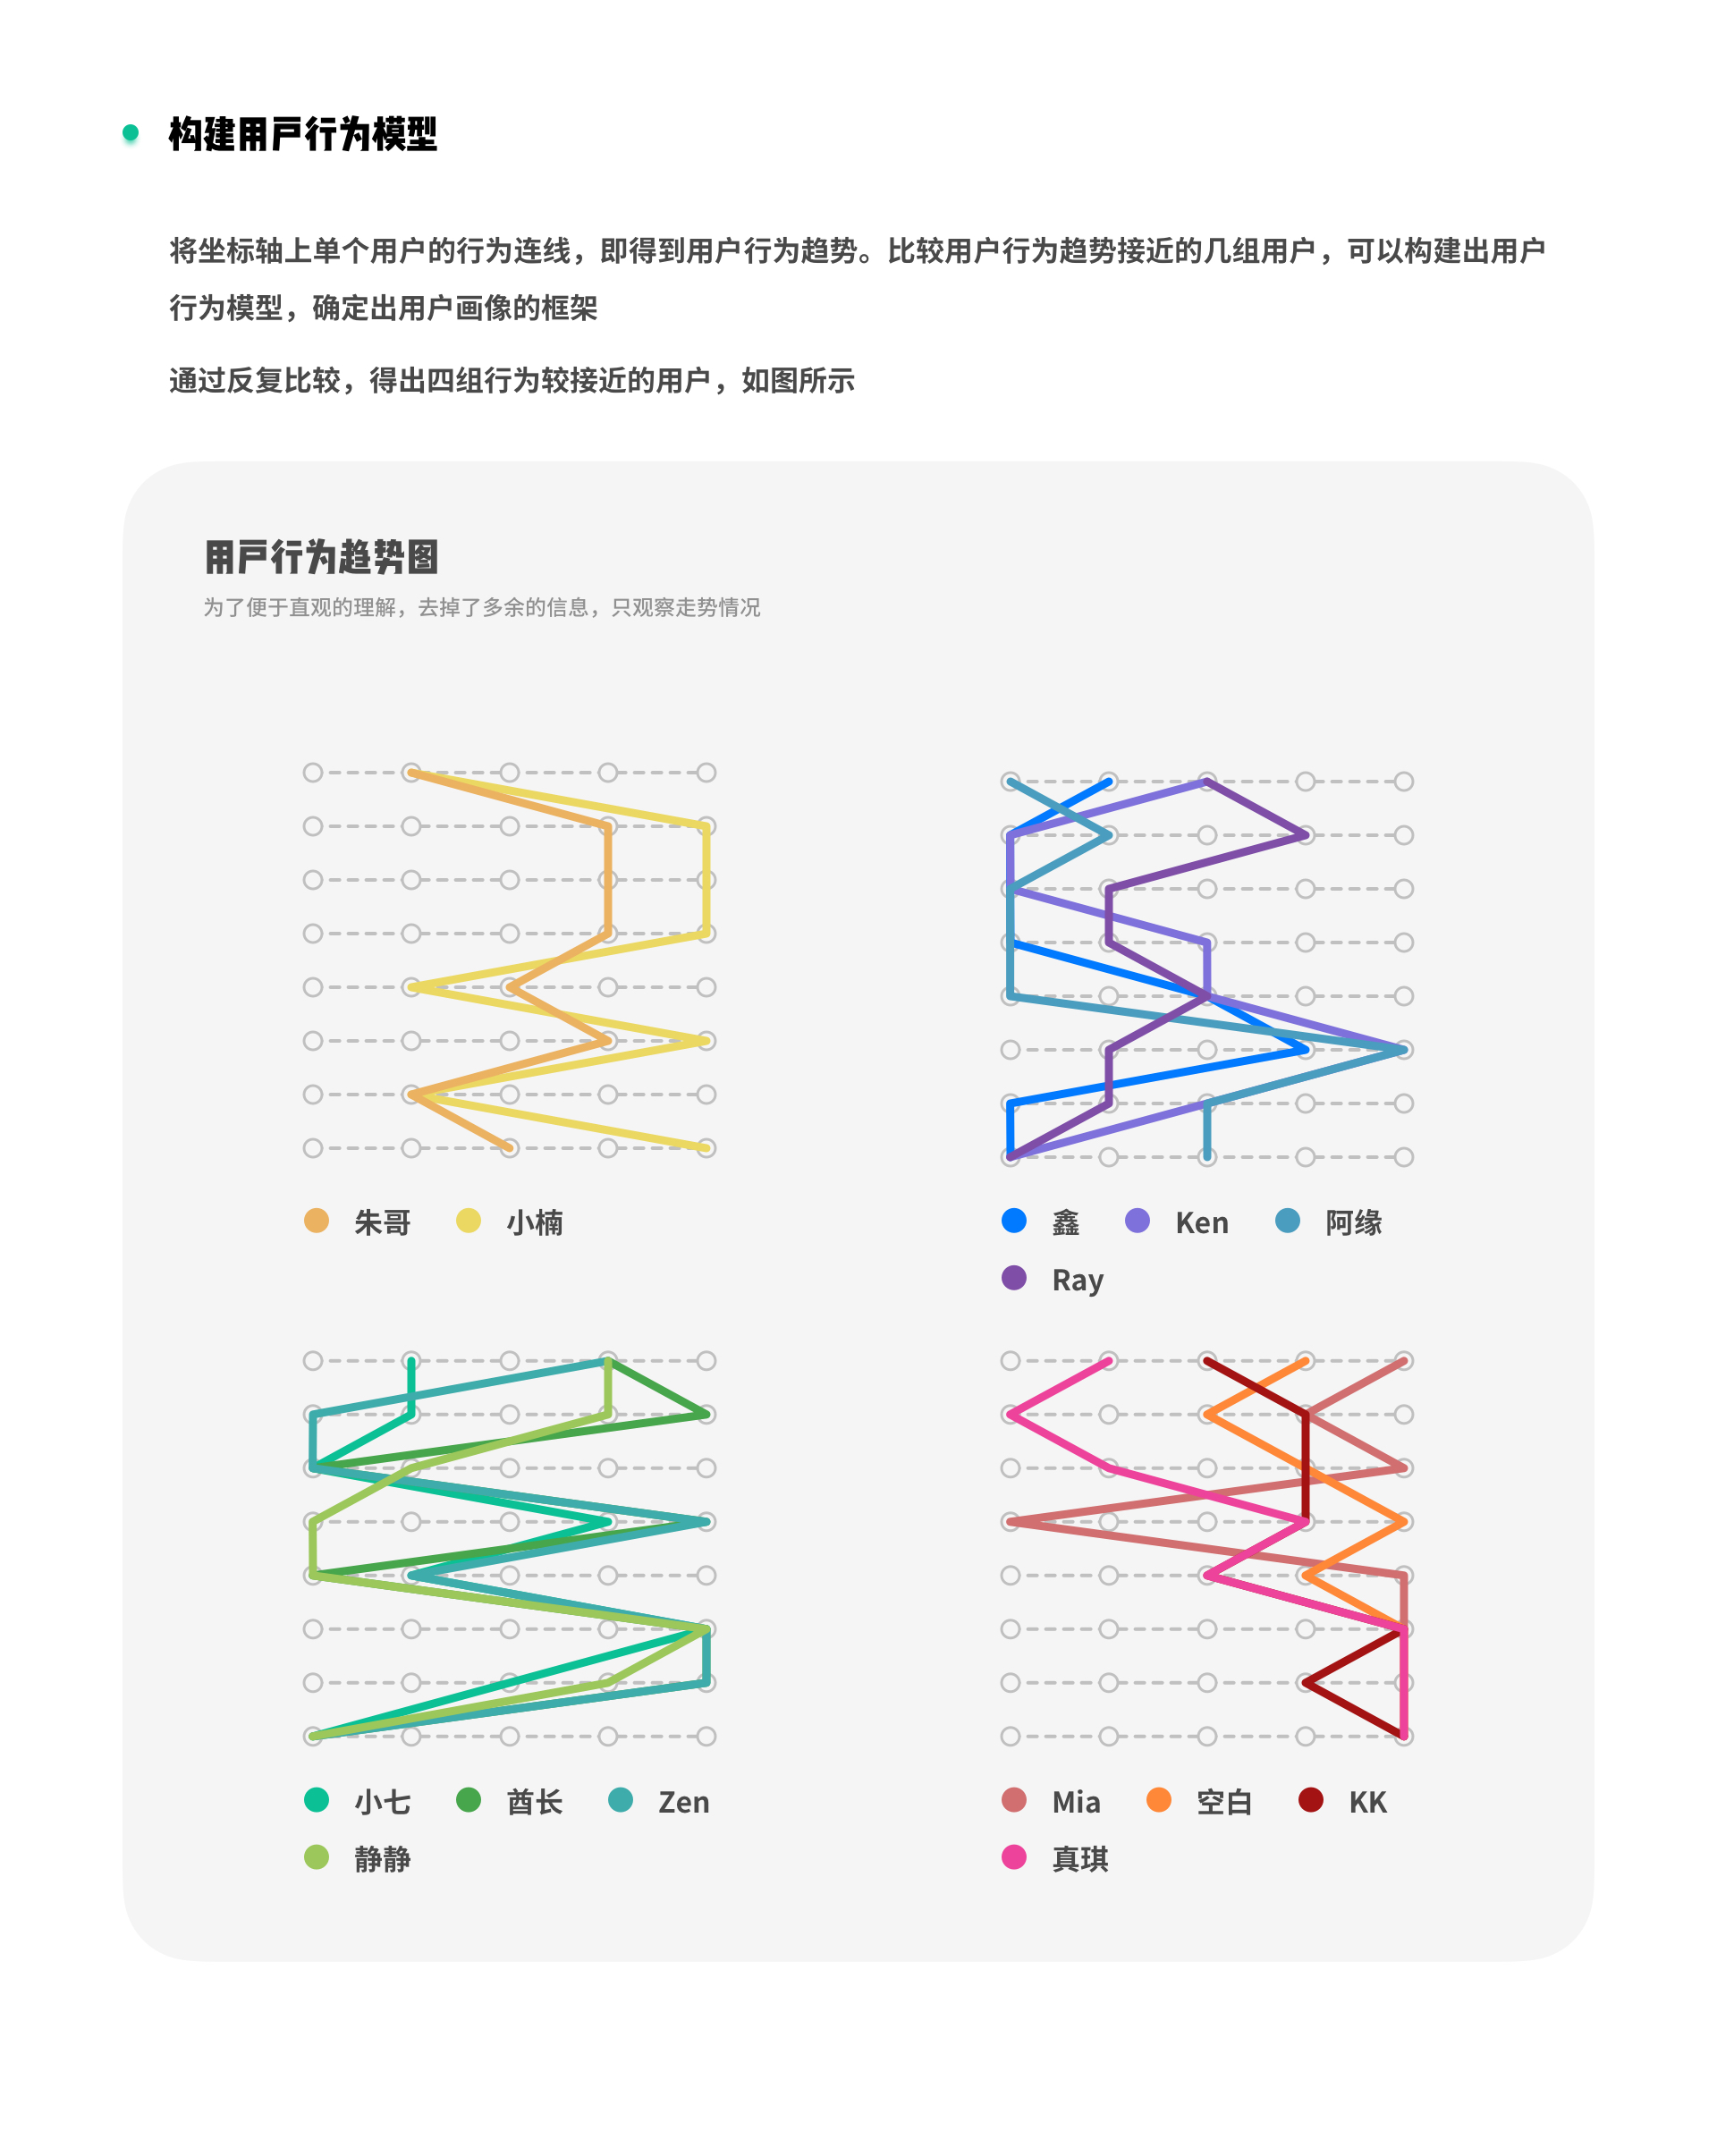 构建用户行为模型
将坐标轴上单个用户的行为连线，即得到用户行为趋势。比较用户行为趋势接近的几组用户，可以构建出用户
行为模型，确定出用户画像的框架
通过反复比较，得出四组行为较接近的用户，如图所示
用户行为趋势图
为了便于直观的理解，去掉了多余的信息，只观察走势情况
朱哥 小楠
鑫 Ken 阿缘
Ray
小七 酋长 Zen
静静
Mia 空白 KK
真琪